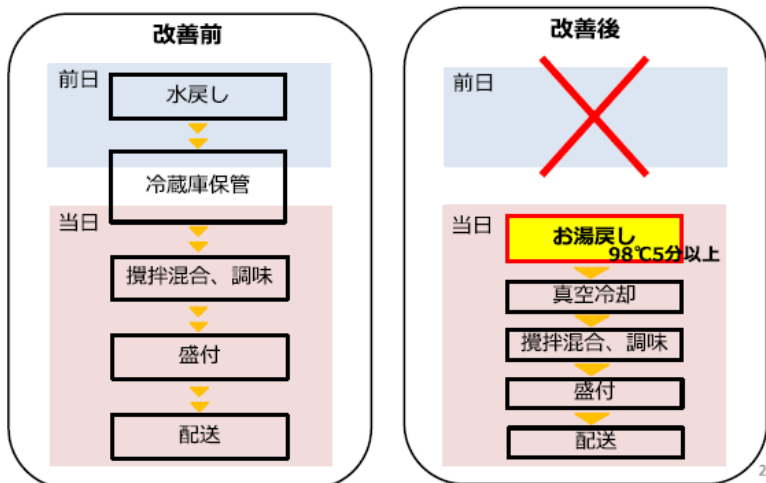 改善前
前日
水戻し
冷蔵庫保管
当日
攪拌混合、調味
盛付
配送
改善後
前日
当日
お湯戻し
98℃5分以上
真空冷却
攪拌混合、調味
盛付
配送
2